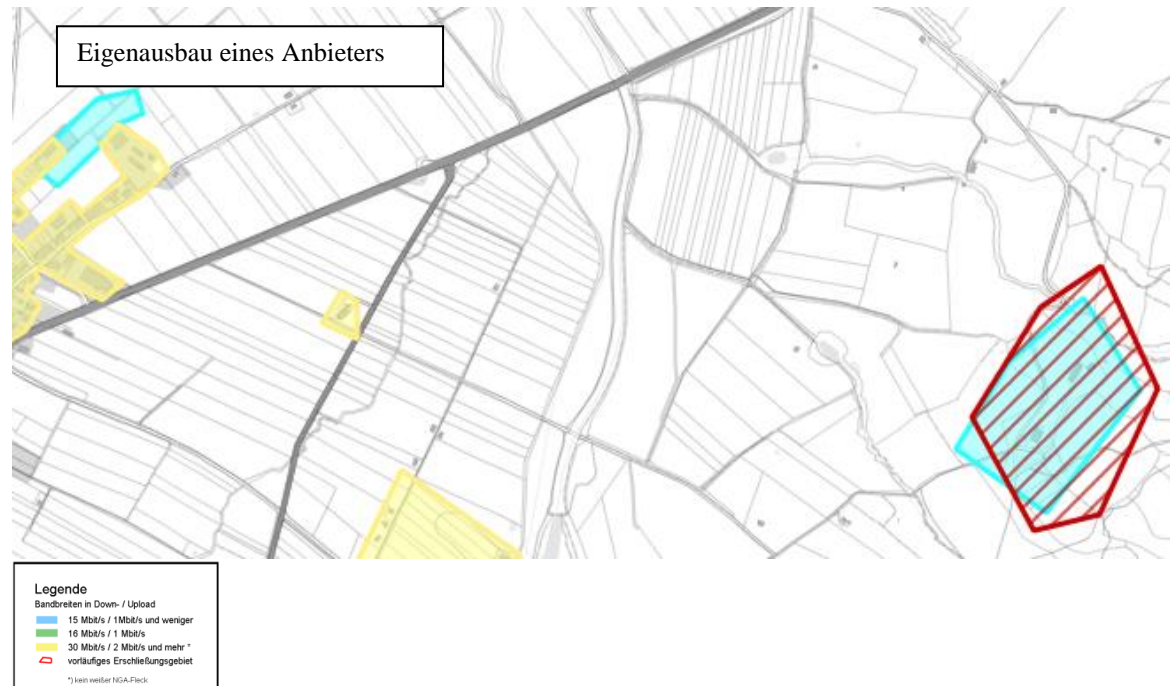 Eigenausbau eines Anbieters
Legende
Bandbreiten in Down- / Upload
15 Mbit/s / 1Mbit/s und weniger
16 Mbit/s / 1 Mbit/s
30 Mbit/s / 2 Mbit/s und mehr *
vorläufiges Erschließungsgebiet
*) kein weißer NGA-Fleck